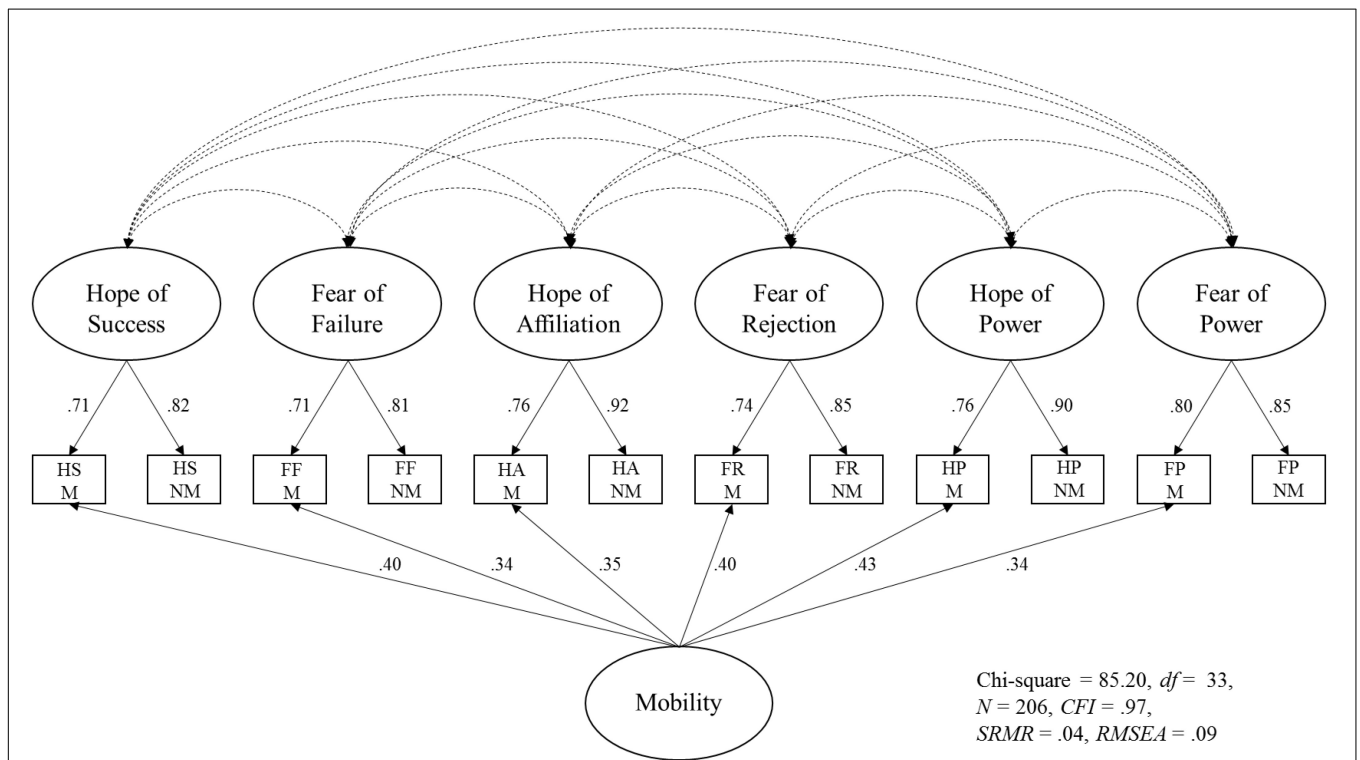 Hope of
Success
Fear of
Failure
Hope of
Affiliation
Fear of
Rejection
Hope of
Power
Fear of
Power
.71
.82
.71
.81
.76
.92
.74
.85
.76
.90
.80
.85
HS
M
HS
NM
FF
M
FF
NM
HA
M
HA
NM
FR
M
FR
NM
HP
M
HP
NM
FP
M
FP
NM
.40
.34
.35
.40
.43
.34
Mobility
Chi-square = 85.20, df = 33,
N = 206, CFI = .97,
SRMR = .04, RMSEA = .09